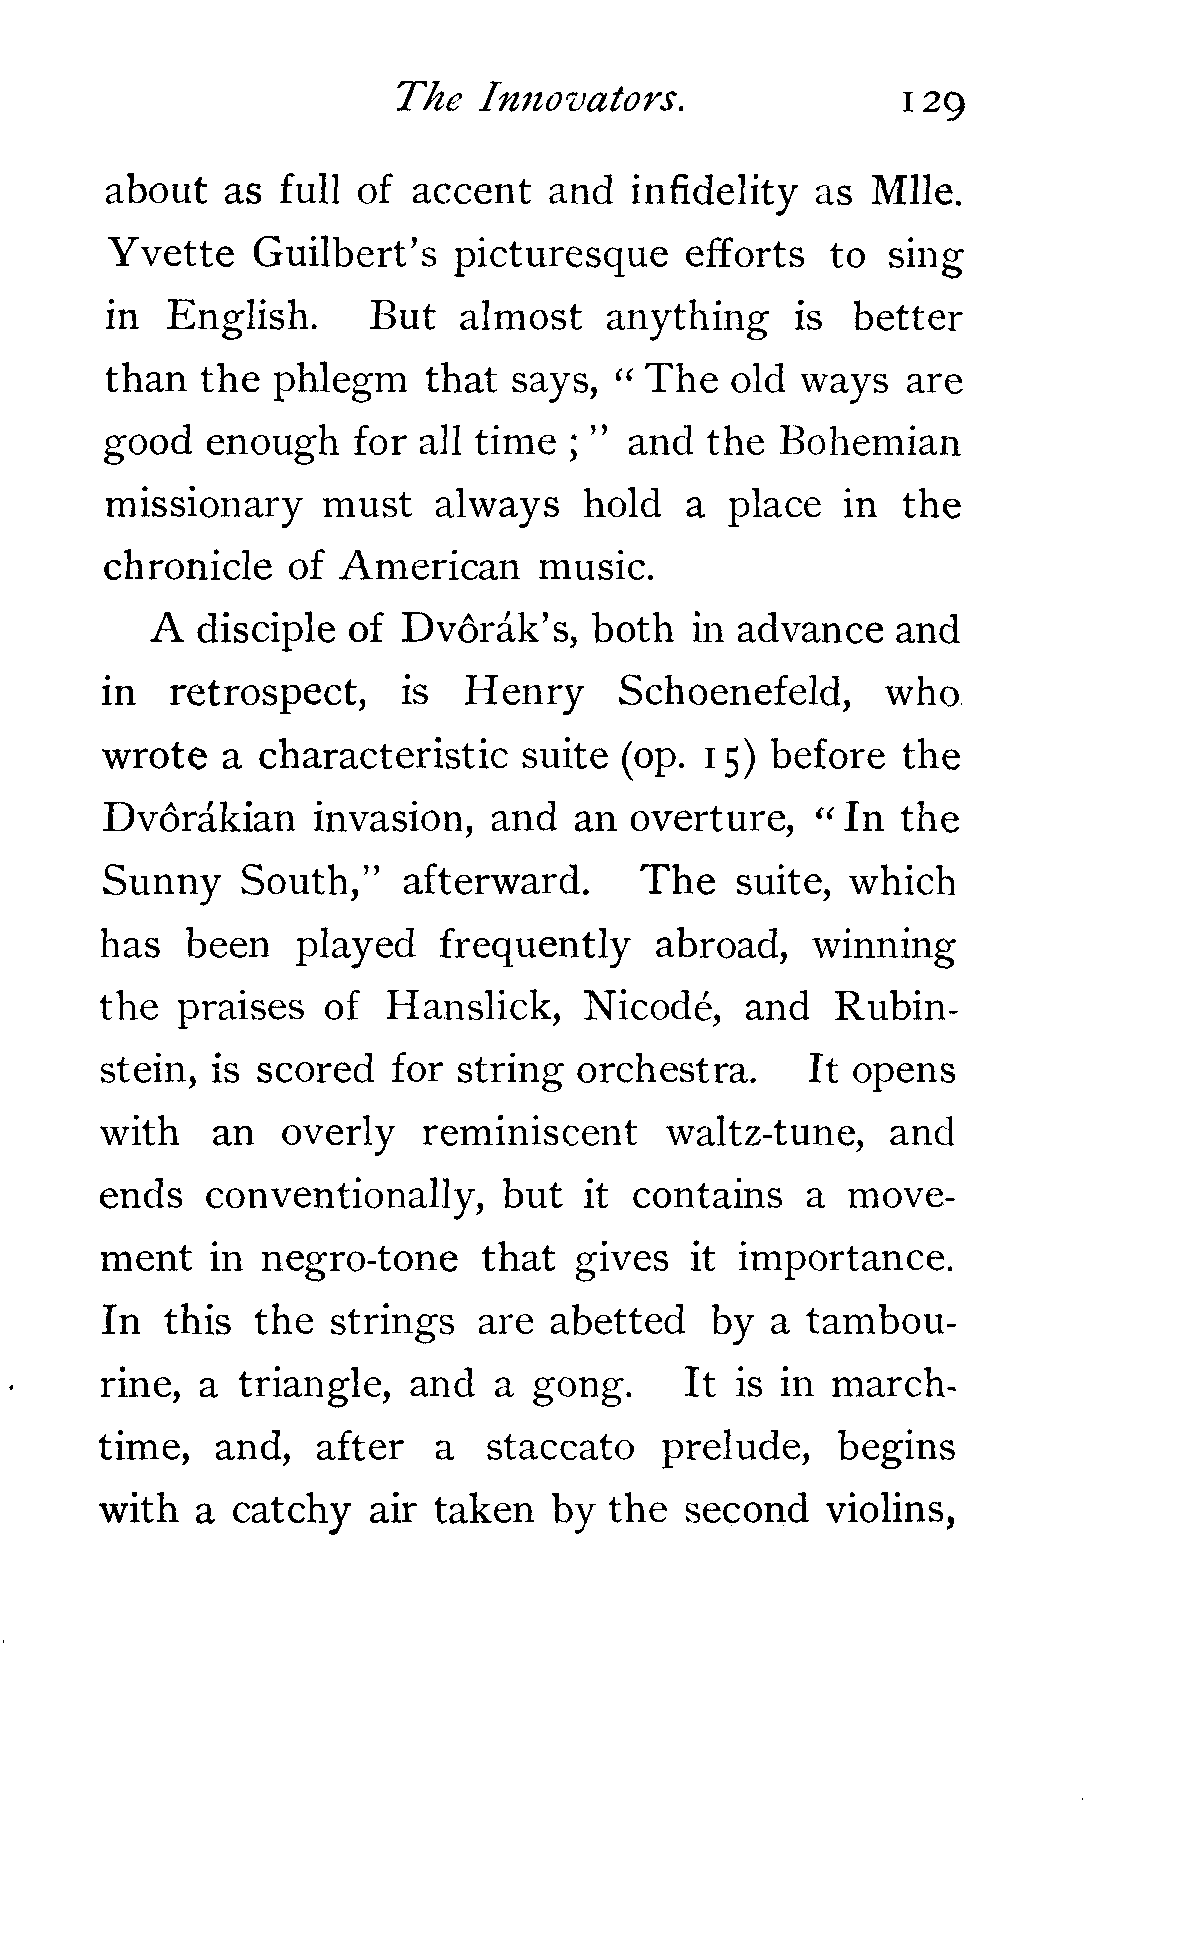 The Innovators. 129
about as full of accent and infidelity as Mlle.
Yvette Guilbert's picturesque efforts to sing
in English. But almost anything is better
than the phlegm that says, “ The old ways are
good enough for all time ; ” and the Bohemian
missionary must always hold a place in the
chronicle of American music.
A disciple of Dvôrák's, both in advance and
in retrospect, is Henry Schoenefeld, who
wrote a characteristic suite (op. 15) before the
Dvôrákian invasion, and an overture, “ In the
Sunny South,” afterward. The suite, which
has been played frequently abroad, winning
the praises of Hanslick, Nicodé, and Rubin-
stein, is scored for string orchestra. It opens
with an overly reminiscent waltz-tune, and
ends conventionally, but it contains a move-
ment in negro-tone that gives it importance.
In this the strings are abetted by a tambou-
rine, a triangle, and a gong. It is in march-
time, and, after a staccato prelude, begins
with a catchy air taken by the second violins,